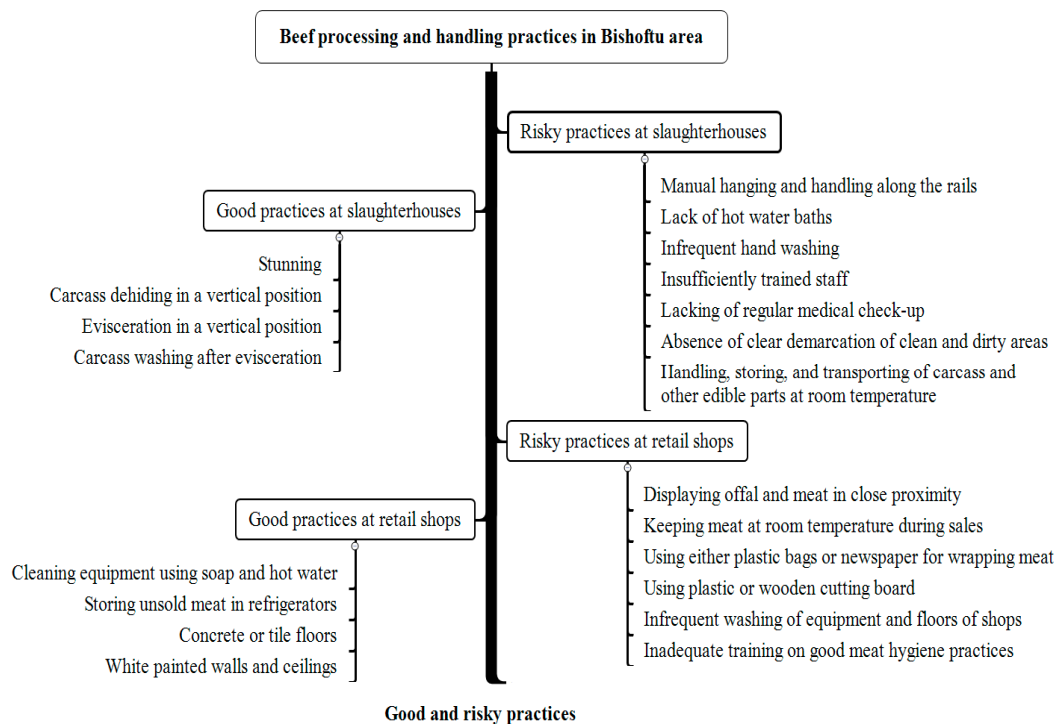 Beef processing and handling practices in Bishoftu area
Risky practices at slaughterhouses
Manual hanging and handling along the rails
Lack of hot water baths
Infrequent hand washing
Insufficiently trained staff
Lacking of regular medical check-up
Absence of clear demarcation of clean and dirty areas
Handling, storing, and transporting of carcass and
other edible parts at room temperature
Good practices at slaughterhouses
Stunning
Carcass dehiding in a vertical position
Evisceration in a vertical position
Carcass washing after evisceration
Risky practices at retail shops
Displaying offal and meat in close proximity
Keeping meat at room temperature during sales
Using either plastic bags or newspaper for wrapping meat
Using plastic or wooden cutting board
Infrequent washing of equipment and floors of shops
Inadequate training on good meat hygiene practices
Good practices at retail shops
Cleaning equipment using soap and hot water
Storing unsold meat in refrigerators
Concrete or tile floors
White painted walls and ceilings
Good and risky practices